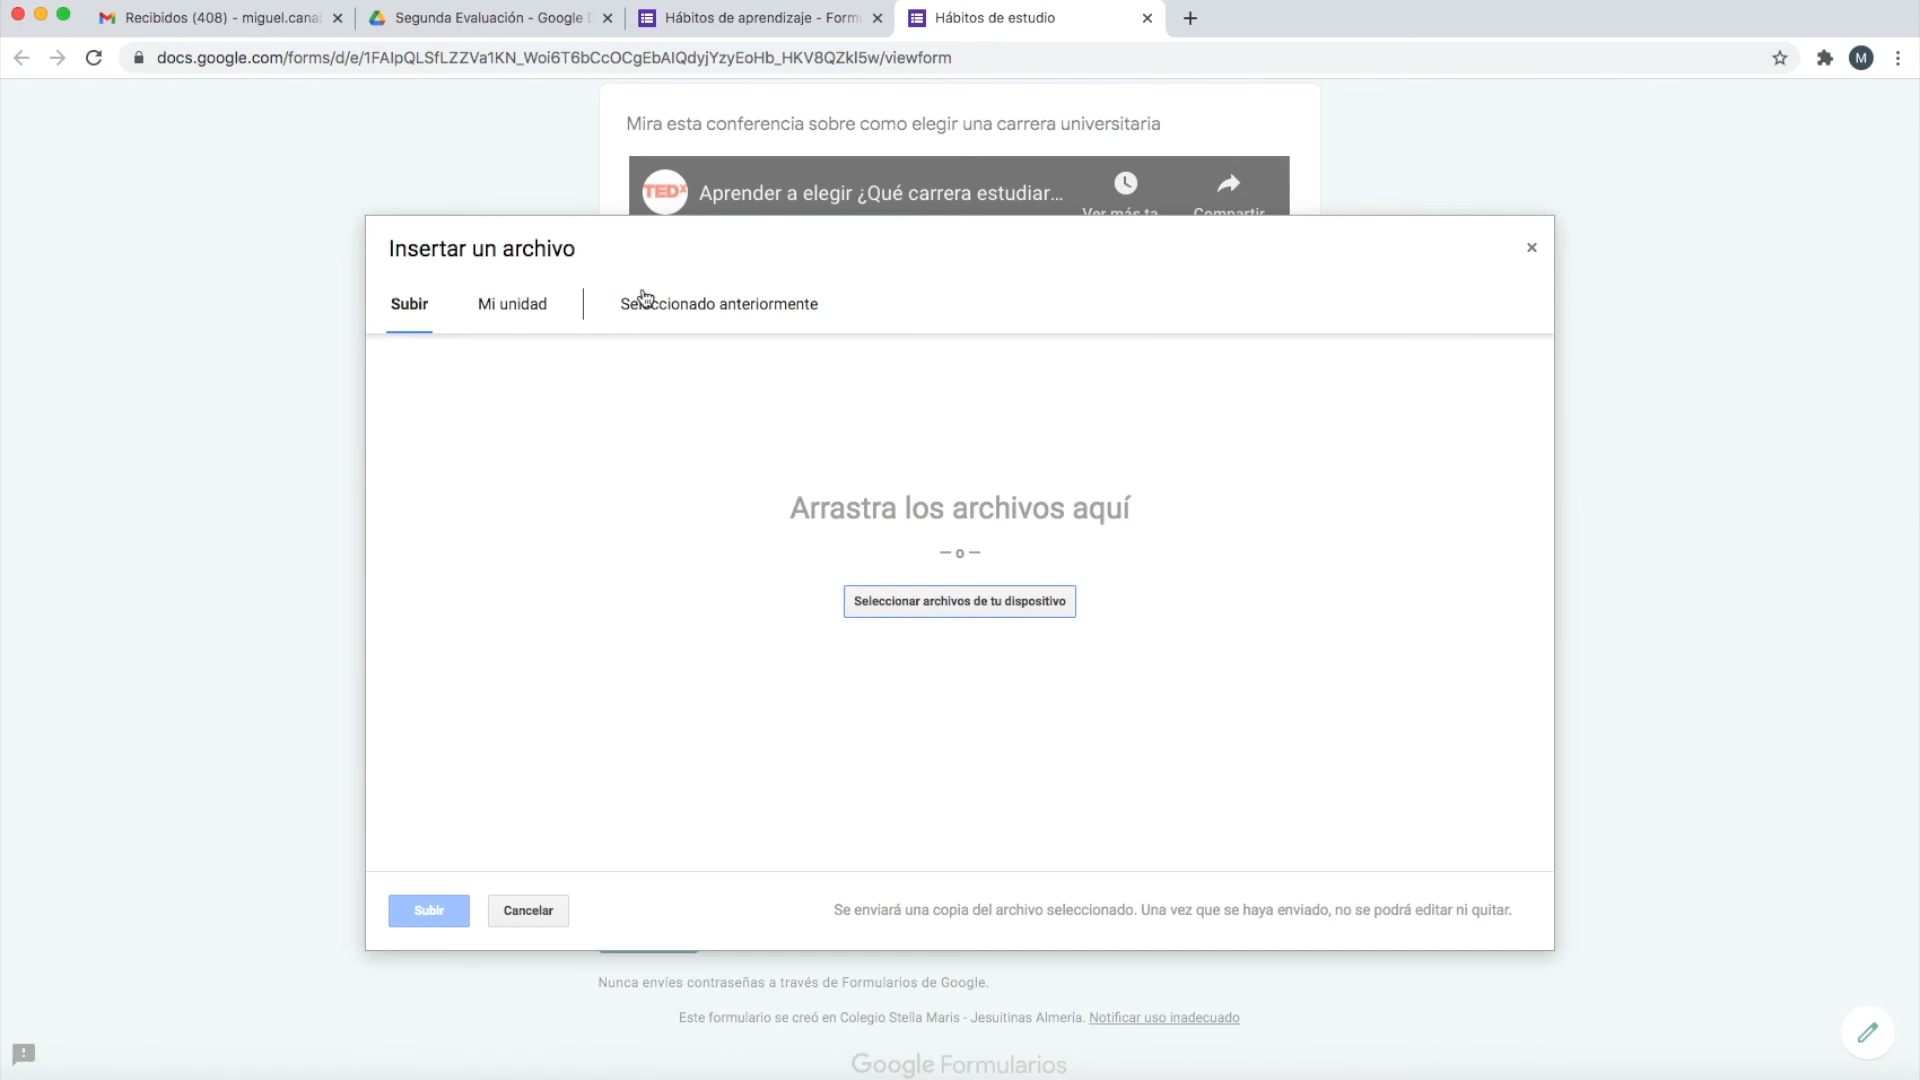 Recibidos (408) - miguel.cana
Segunda Evaluación - Google D
Hábitos de aprendizaje - Form
Hábitos de estudio
docs.google.com/forms/d/e/1FAIpQLSfLZZVa1KN_Woi6T6bCcOCgEbAIQdyjYzyEoHb_HKV8QZkl5w/viewform
M
Mira esta conferencia sobre como elegir una carrera universitaria
TEDx
Aprender a elegir ¿Qué carrera estudiar...
Ver más ta
Compartir
Insertar un archivo
Subir
Mi unidad
Seleccionado anteriormente
Arrastra los archivos aquí
— o —
Seleccionar archivos de tu dispositivo
Subir
Cancelar
Se enviará una copia del archivo seleccionado. Una vez que se haya enviado, no se podrá editar ni quitar.
Nunca envíes contraseñas a través de Formularios de Google.
Este formulario se creó en Colegio Stella Maris - Jesuitinas Almería. Notificar uso inadecuado
Google Formularios